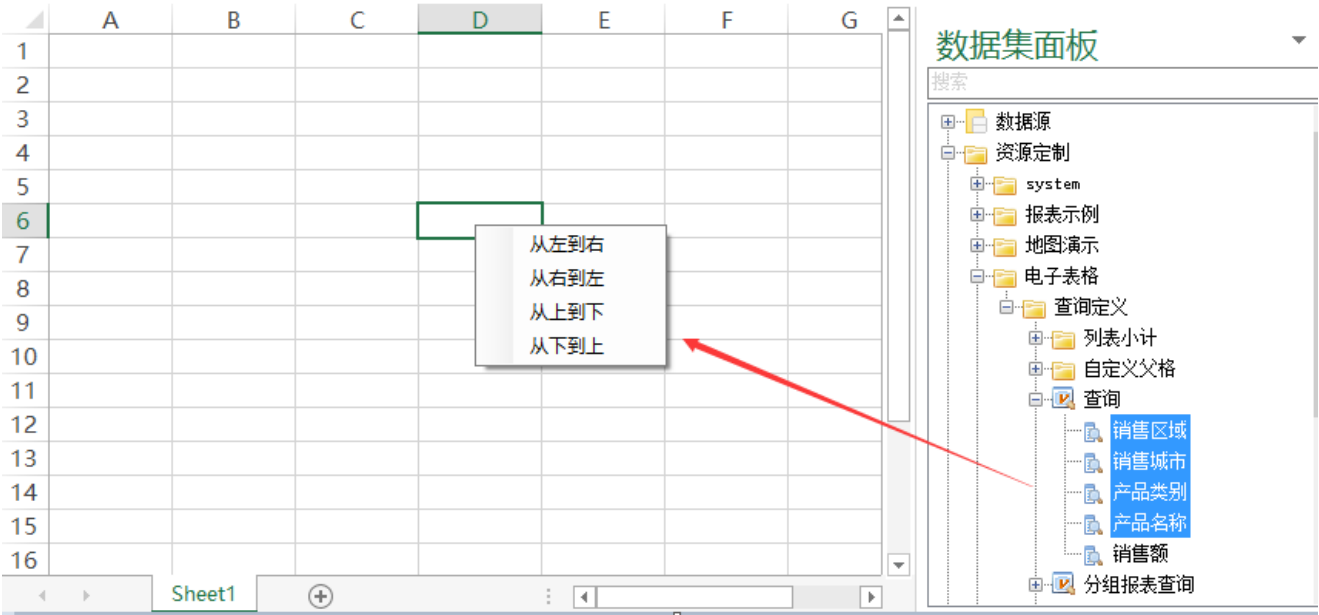 A B C D E F G
1
2
3
4
5
6
7
8
9
10
11
12
13
14
15
16
从左到右
从右到左
从上到下
从下到上
Sheet1
数据集面板
搜索
数据源
资源定制
system
报表示例
地图演示
电子表格
查询定义
列表小计
自定义父格
查询
销售区域
销售城市
产品类别
产品名称
销售额
分组报表查询